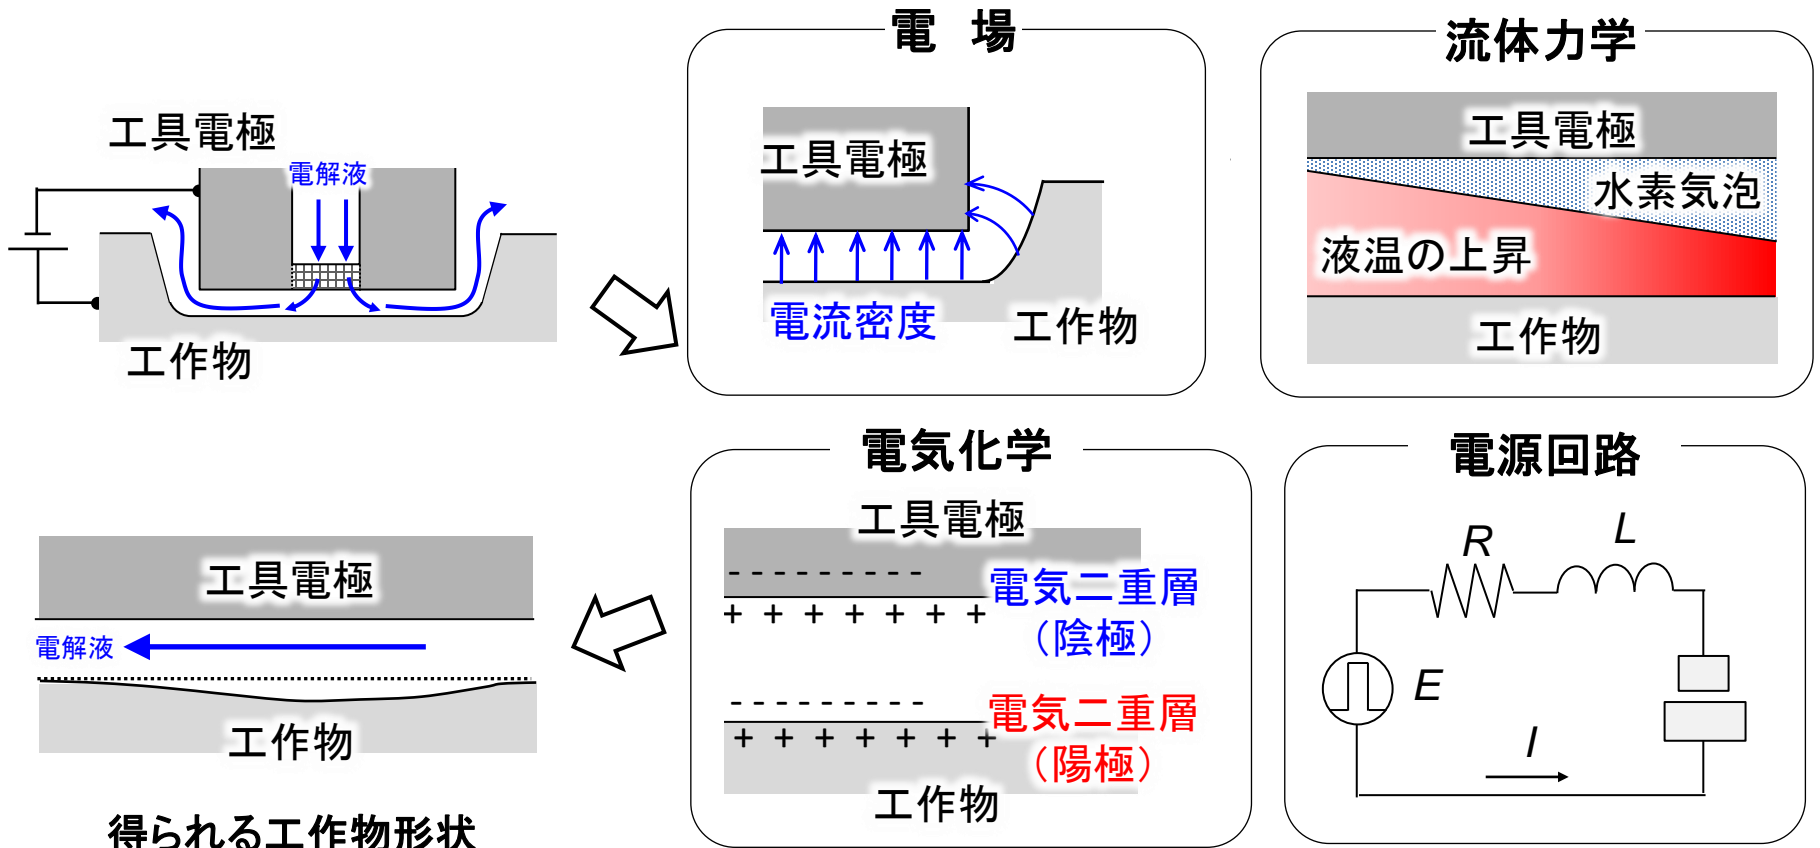 工具電極
電解液
工作物
電 場
工具電極
電流密度
工作物
流体力学
工具電極
水素気泡
液温の上昇
工作物
電気化学
工具電極
- - - - - - - - -
電気二重層
+ + + + + + +
（陰極）
- - - - - - - - -
電気二重層
+ + + + + + +
（陽極）
工作物
電源回路
R
L
E
I
工具電極
電解液
工作物
得られる工作物形状